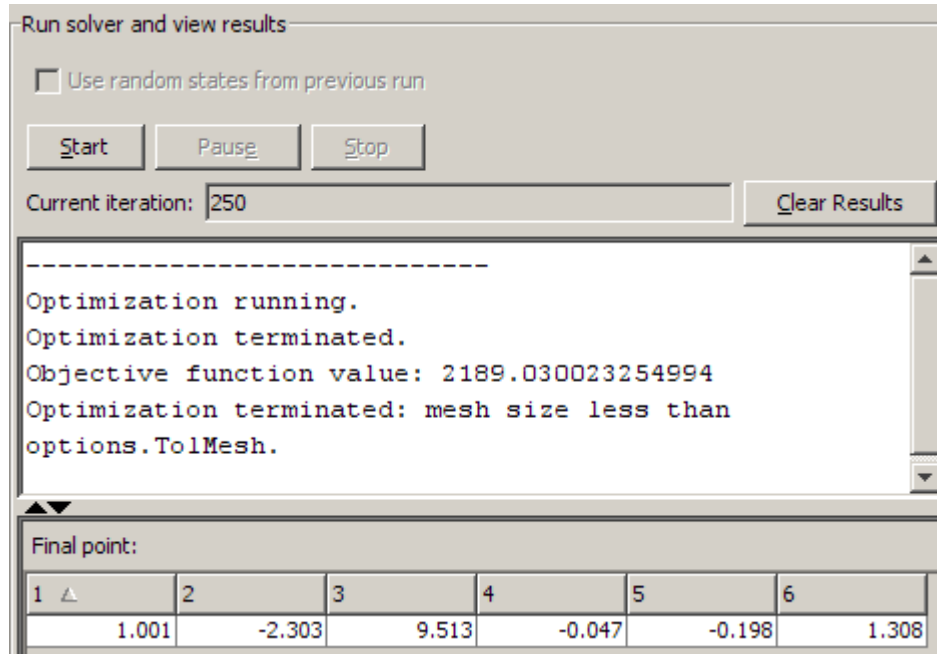 Run solver and view results
Use random states from previous run
Start Pause Stop
Current iteration: 250 Clear Results
------------------------------
Optimization running.
Optimization terminated.
Objective function value: 2189.030023254994
Optimization terminated: mesh size less than
options.TolMesh.
Final point:
1 2 3 4 5 6
1.001 -2.303 9.513 -0.047 -0.198 1.308